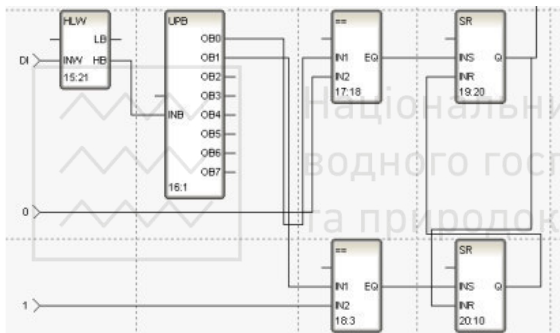 HLW
LB
DI
INW
HB
15:21
UPB
OB0
OB1
OB2
OB3
INB
OB4
OB5
OB6
OB7
16:1
==
IN1
EQ
IN2
17:18
SR
INS
Q
INR
19:20
Національни
водного госп
та природок
0
==
IN1
EQ
IN2
18:3
SR
INS
Q
INR
20:10
1